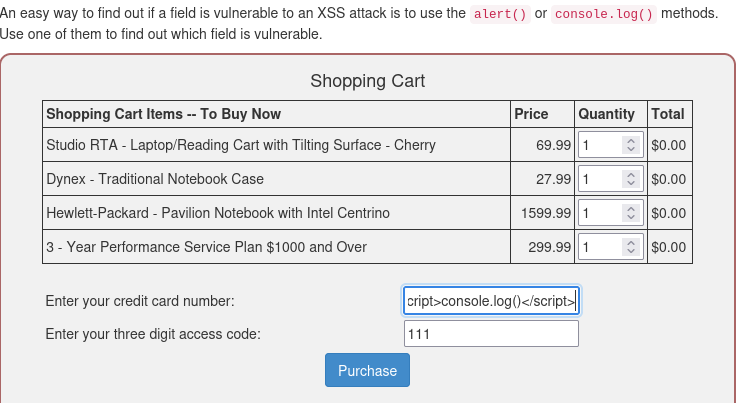 An easy way to find out if a field is vulnerable to an XSS attack is to use the alert() or console.log() methods.
Use one of them to find out which field is vulnerable.
Shopping Cart
Shopping Cart Items -- To Buy Now Price Quantity Total
Studio RTA - Laptop/Reading Cart with Tilting Surface - Cherry 69.99 1 $0.00
Dynex - Traditional Notebook Case 27.99 1 $0.00
Hewlett-Packard - Pavilion Notebook with Intel Centrino 1599.99 1 $0.00
3 - Year Performance Service Plan $1000 and Over 299.99 1 $0.00
Enter your credit card number: cript>console.log()</script>
Enter your three digit access code: 111
Purchase